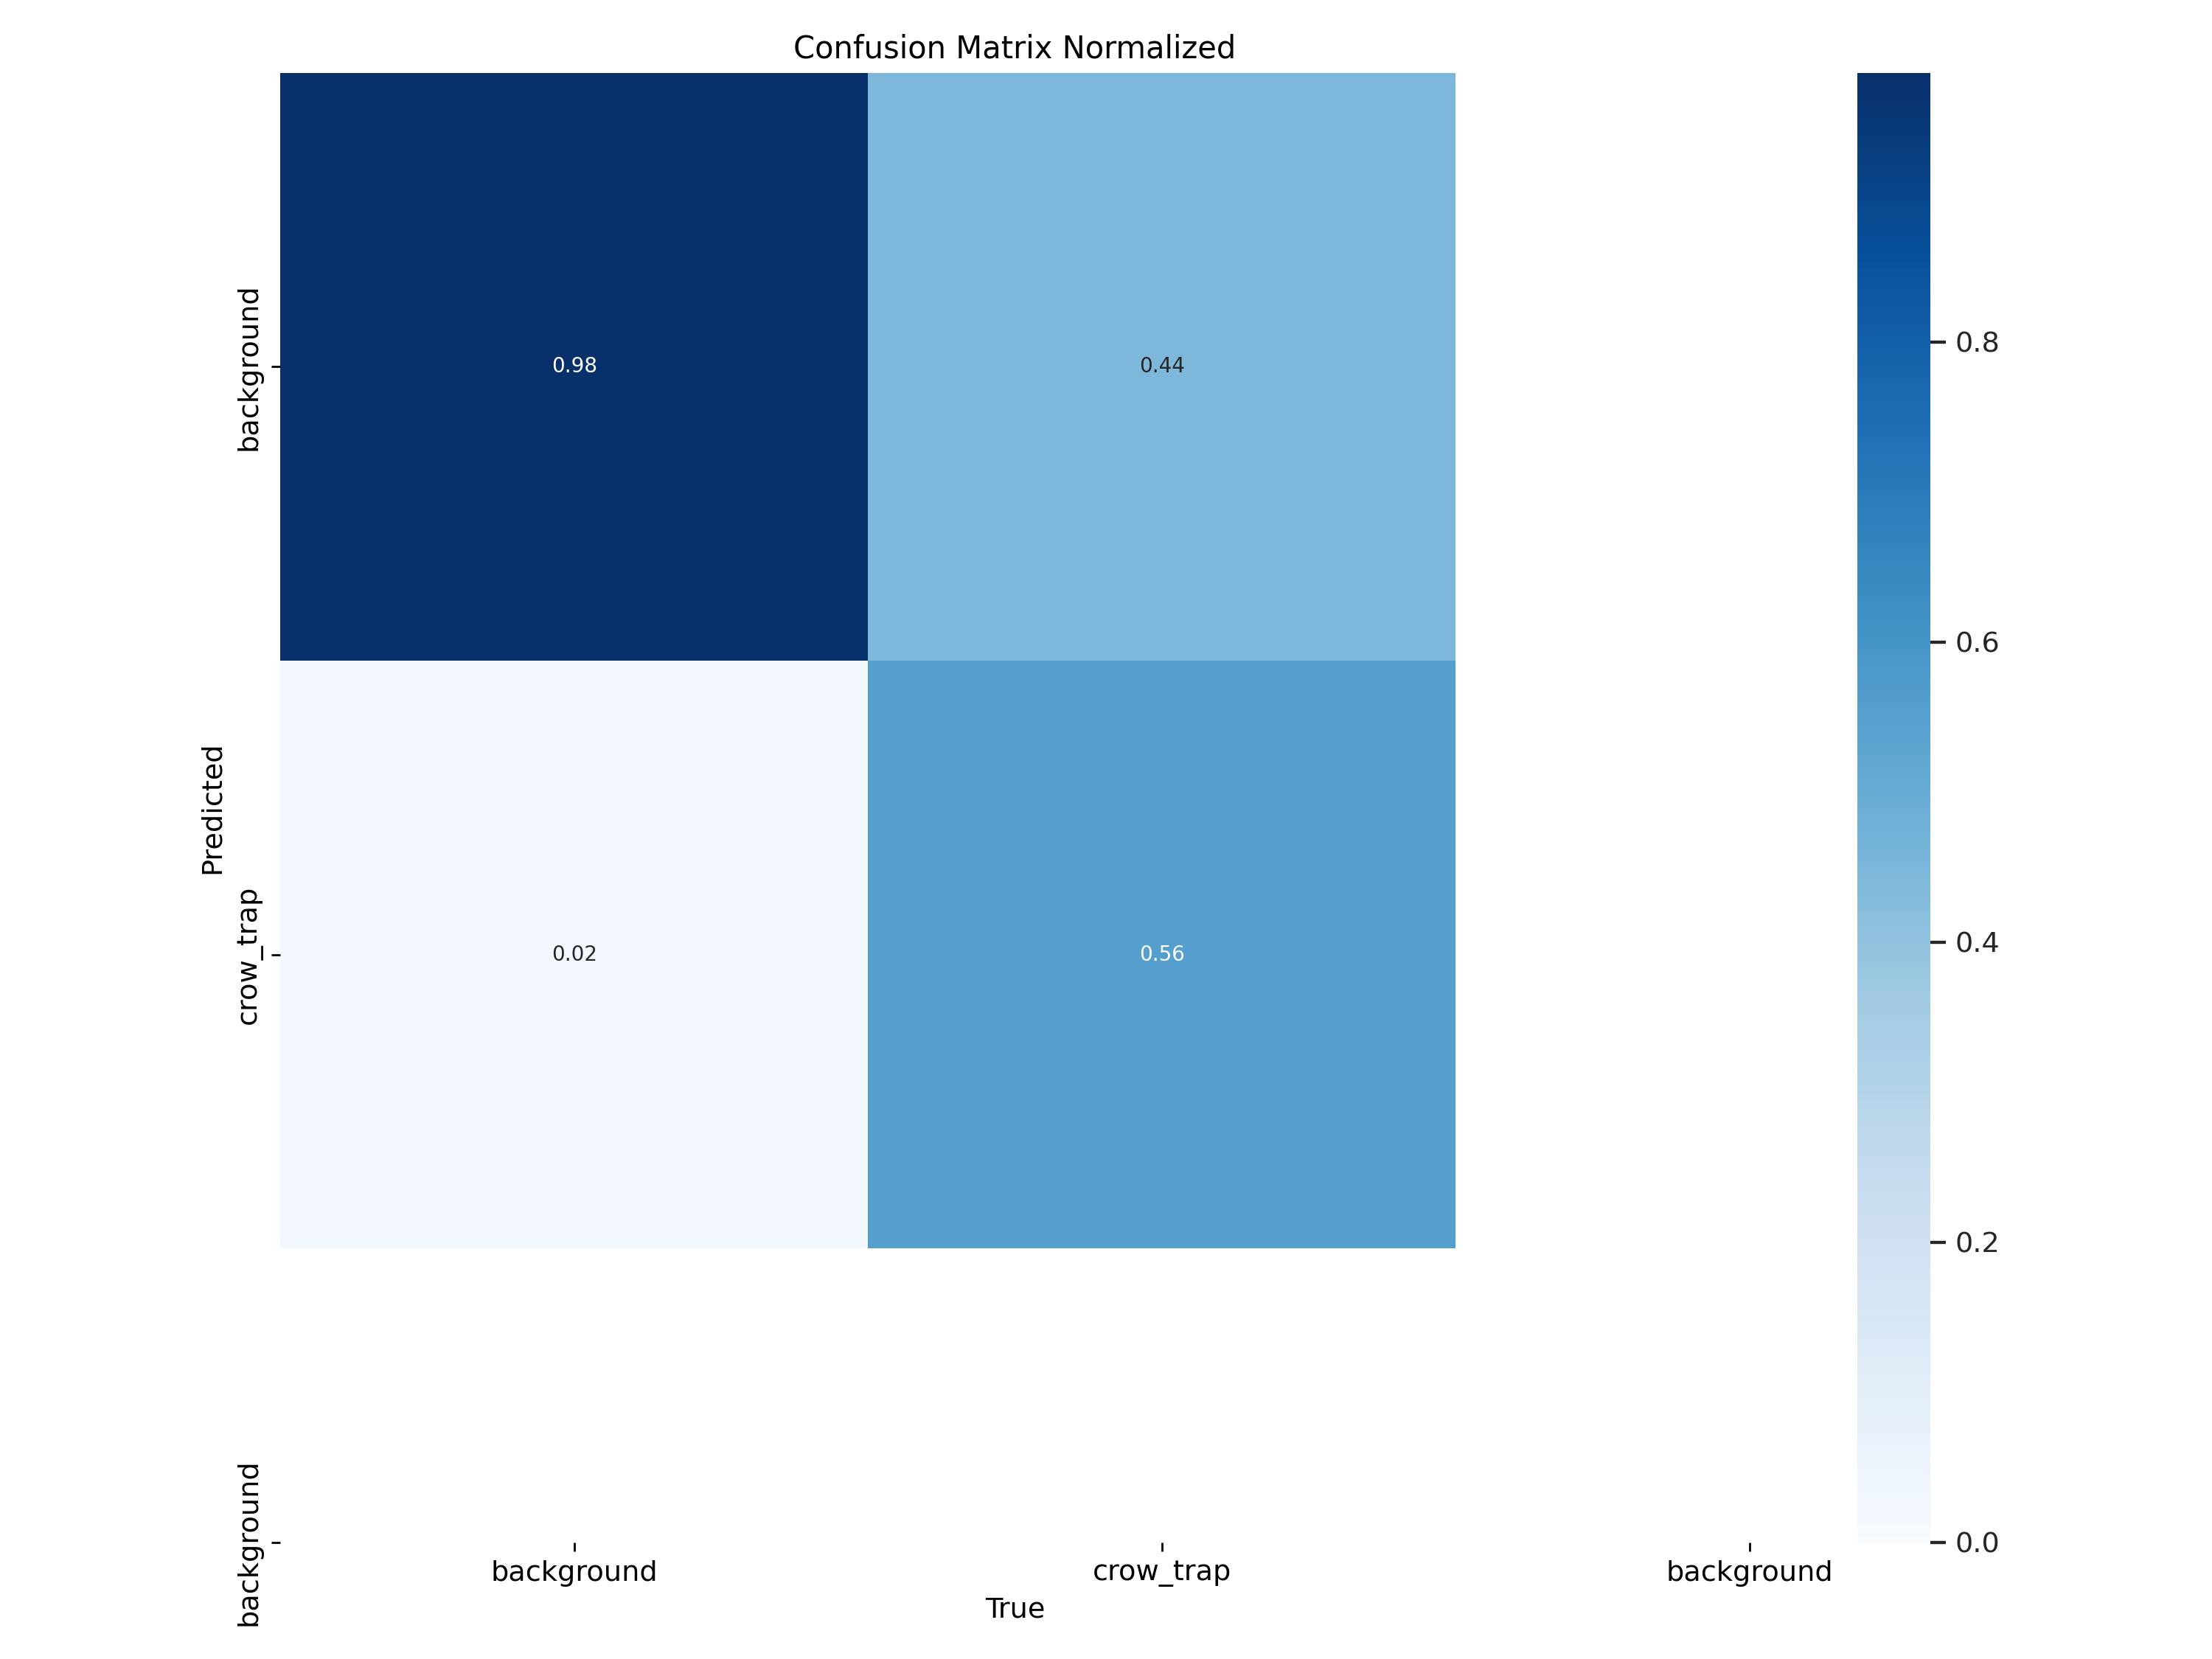 Confusion Matrix Normalized
background
0.98
0.44
0.8
0.6
Predicted
crow_trap
0.02
0.56
0.4
0.2
background
0.0
background
crow_trap
background
True